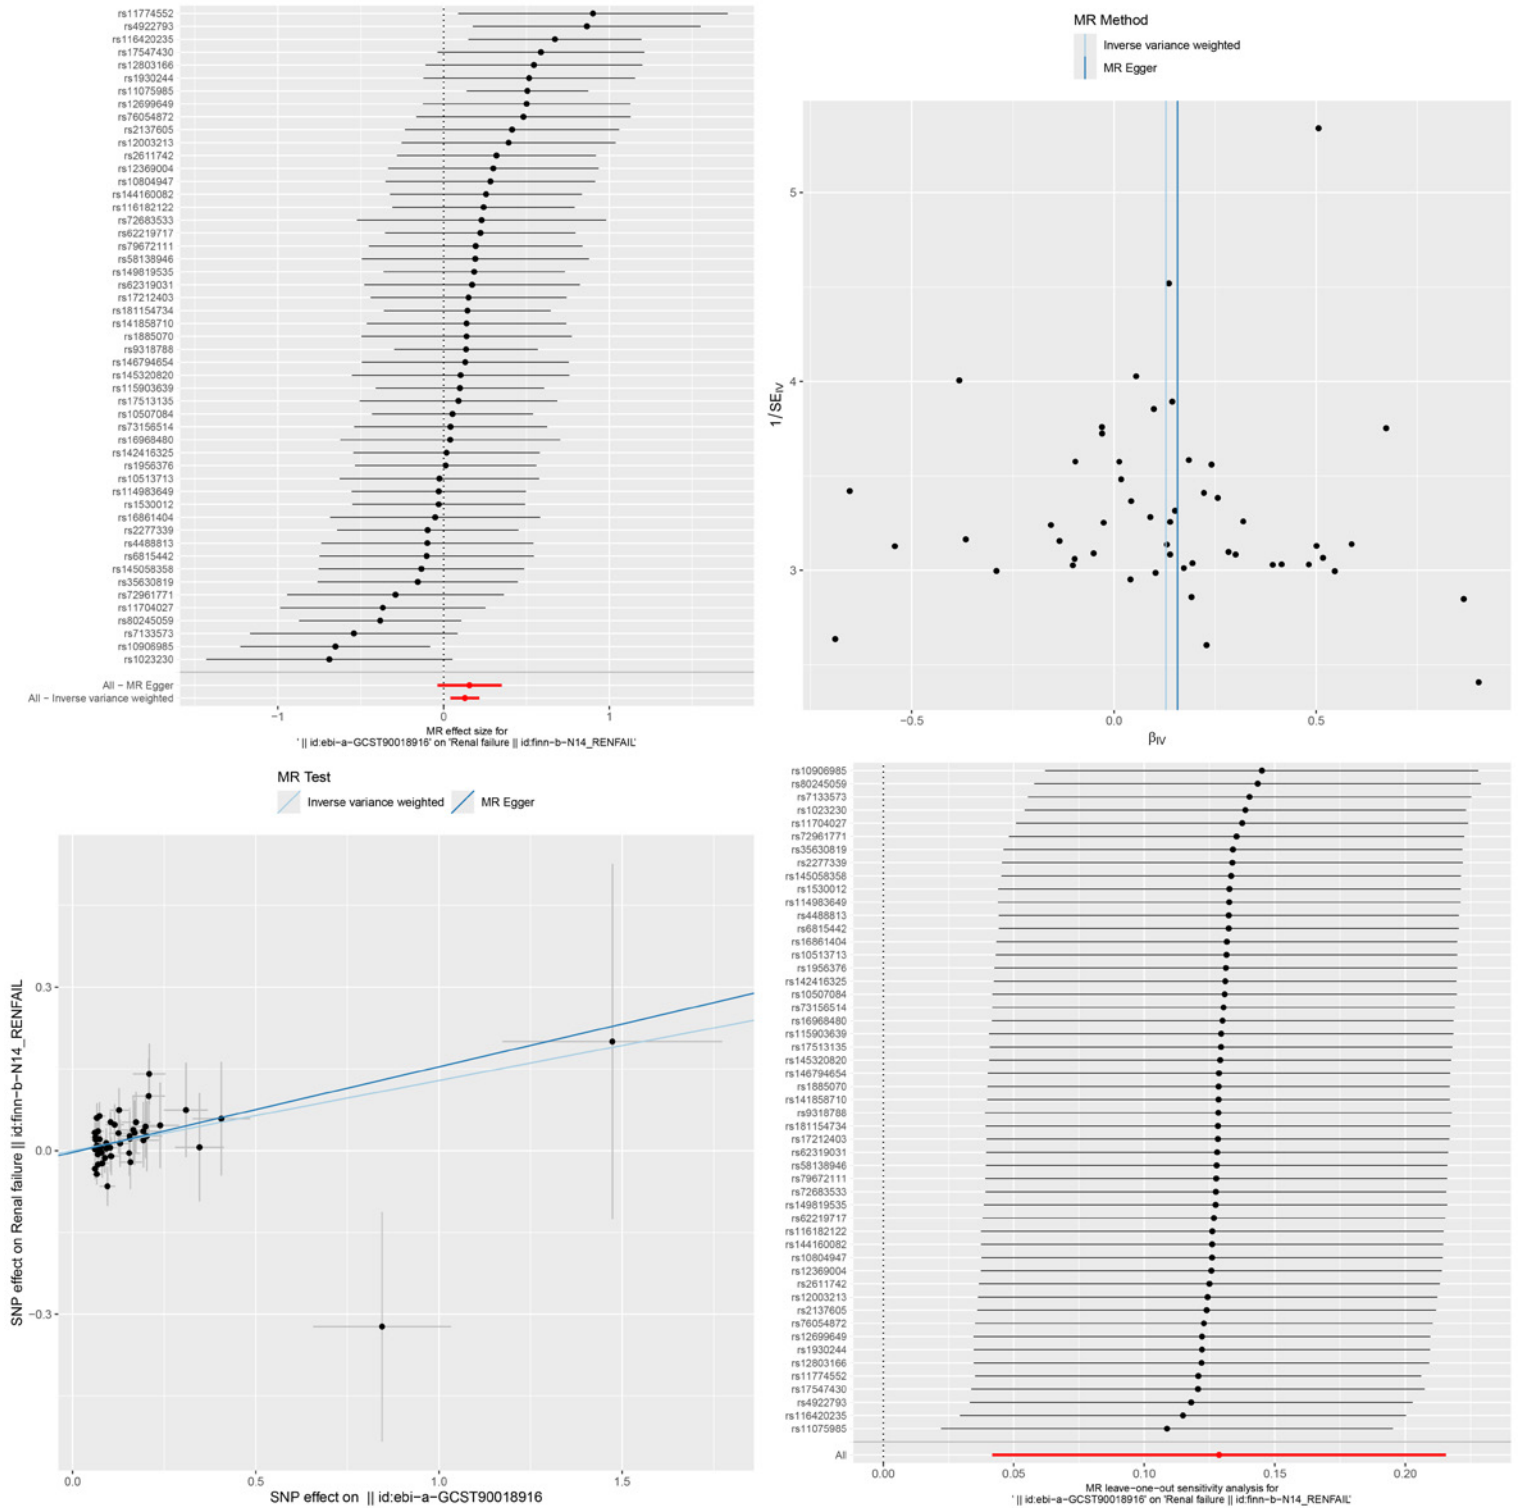 rs11774552
rs4922793
rs116420235
rs17547430
rs12803166
rs1930244
rs11075985
rs12699649
rs76054872
rs2137605
rs12003213
rs2611742
rs12369004
rs10804947
rs144160082
rs116182122
rs72683533
rs62219717
rs79672111
rs58138946
rs149819535
rs62319031
rs17212403
rs181154734
rs141858710
rs1885070
rs9318788
rs146794654
rs145320820
rs115903639
rs17513135
rs10507084
rs73156514
rs16968480
rs142416325
rs1956376
rs10513713
rs114983649
rs1530012
rs16861404
rs2277339
rs4488813
rs6815442
rs145058358
rs35630819
rs72961771
rs11704027
rs80245059
rs7133573
rs10906985
rs1023230
All − MR Egger
All − Inverse variance weighted
−1 0 1
MR effect size for
' || id:ebi−a−GCST90018916' on 'Renal failure || id:finn−b−N14_RENFAIL'
MR Method
Inverse variance weighted
MR Egger
1/SE_IV
5
4
3
−0.5 0.0 0.5
β_IV
MR Test
Inverse variance weighted MR Egger
SNP effect on Renal failure || id:finn−b−N14_RENFAIL
0.3
0.0
−0.3
0.0 0.5 1.0 1.5
SNP effect on || id:ebi−a−GCST90018916
rs10906985
rs80245059
rs7133573
rs1023230
rs11704027
rs72961771
rs35630819
rs2277339
rs145058358
rs1530012
rs114983649
rs4488813
rs6815442
rs16861404
rs10513713
rs1956376
rs142416325
rs10507084
rs73156514
rs16968480
rs115903639
rs17513135
rs145320820
rs146794654
rs1885070
rs141858710
rs9318788
rs181154734
rs17212403
rs62319031
rs58138946
rs79672111
rs72683533
rs149819535
rs62219717
rs116182122
rs144160082
rs10804947
rs12369004
rs2611742
rs12003213
rs2137605
rs76054872
rs12699649
rs1930244
rs12803166
rs11774552
rs17547430
rs4922793
rs116420235
rs11075985
All
0.00 0.05 0.10 0.15 0.20
MR leave−one−out sensitivity analysis for
' || id:ebi−a−GCST90018916' on 'Renal failure || id:finn−b−N14_RENFAIL'